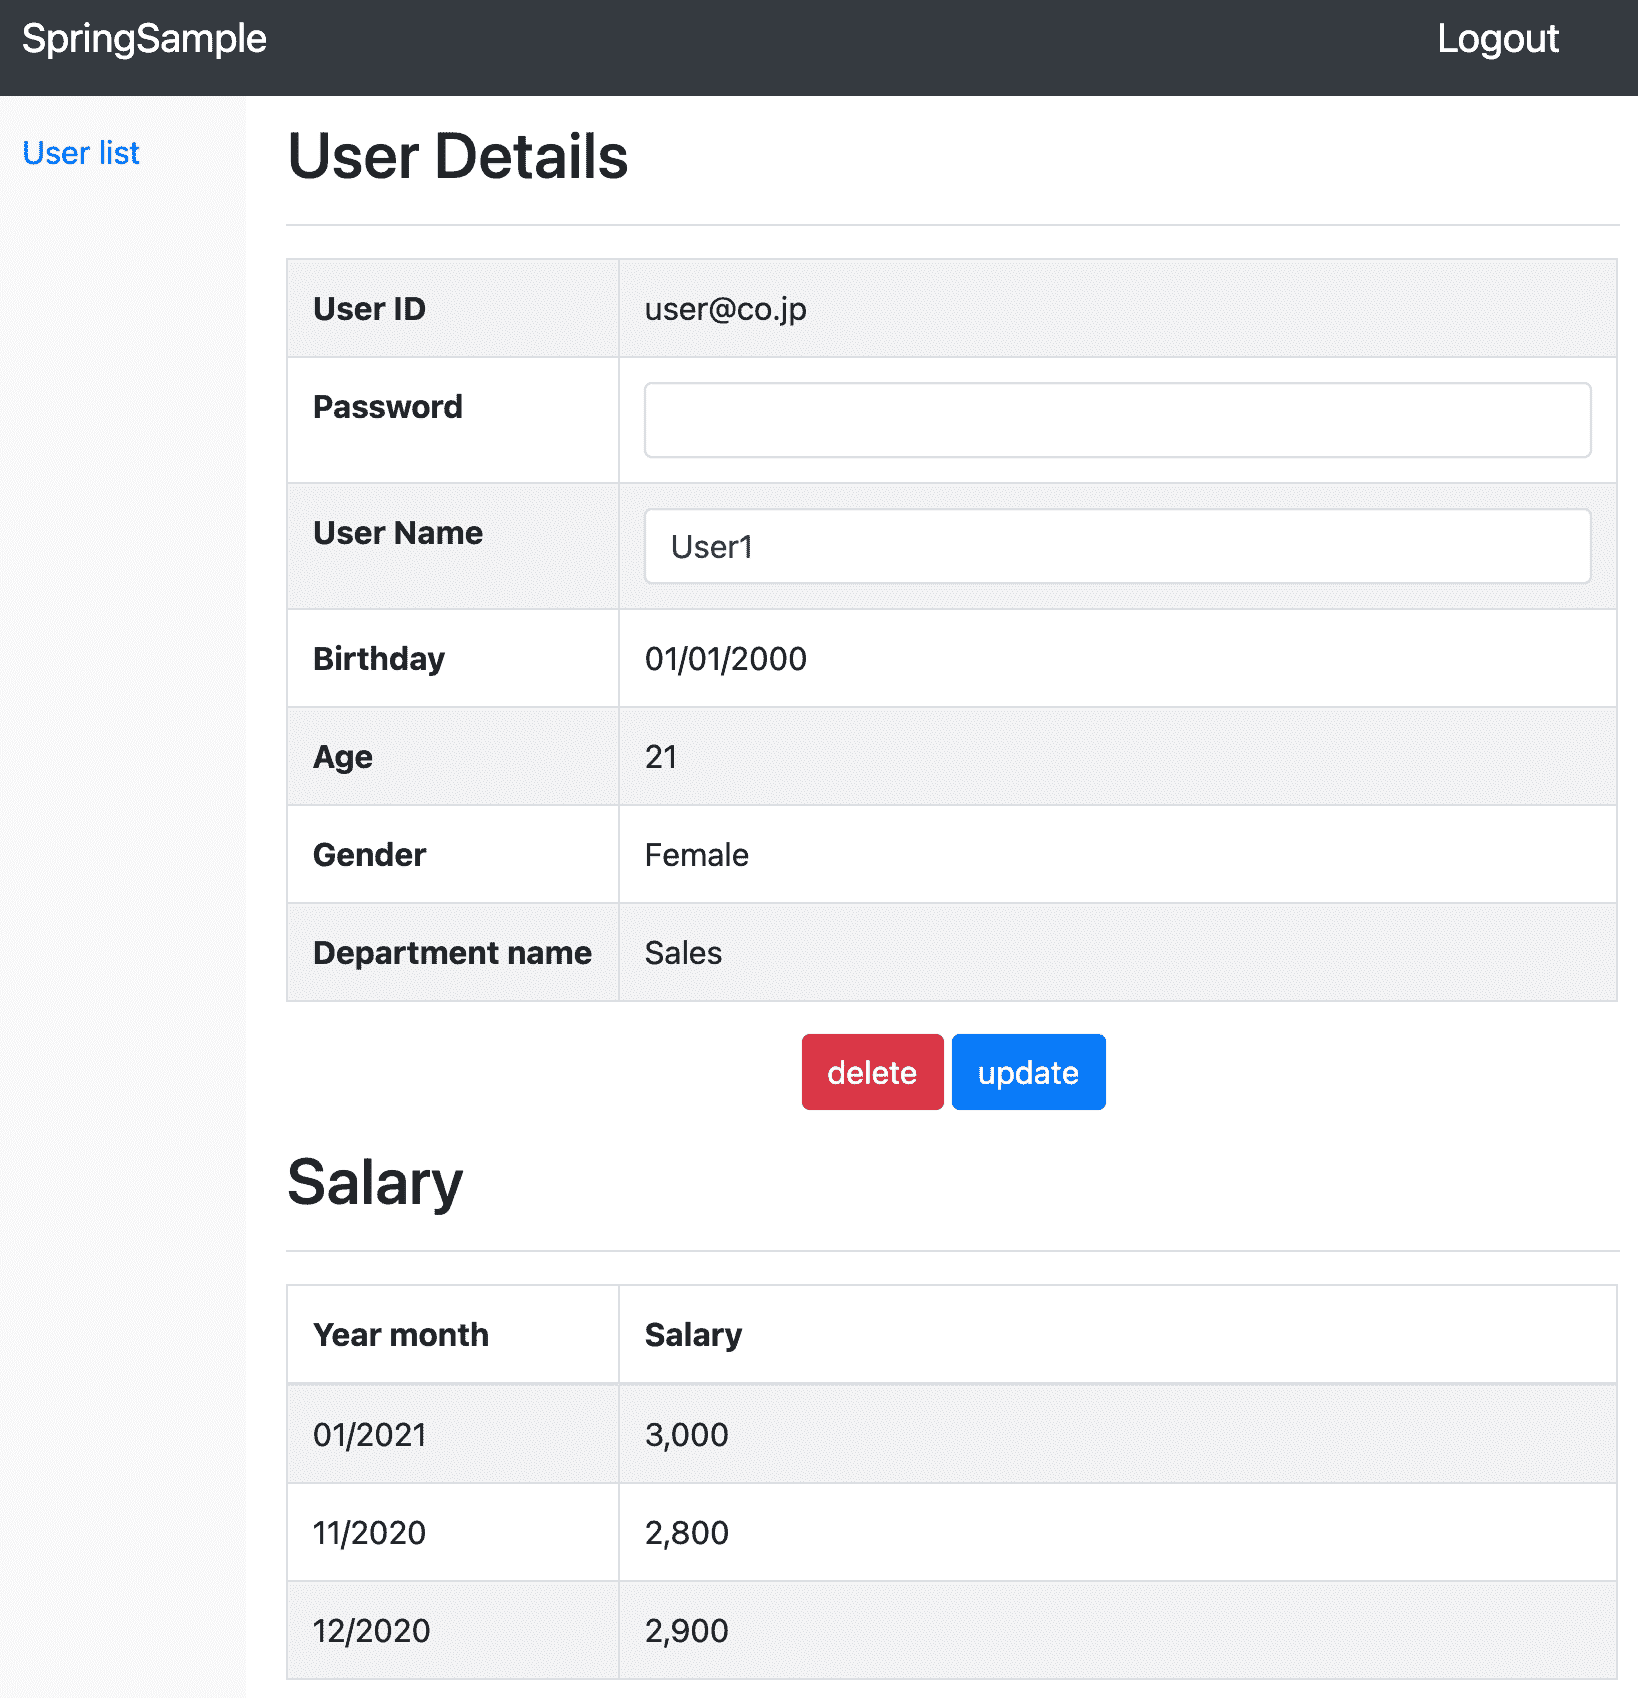 SpringSample Logout
User list
User Details
User ID user@co.jp
Password
User Name User1
Birthday 01/01/2000
Age 21
Gender Female
Department name Sales
delete update
Salary
Year month Salary
01/2021 3,000
11/2020 2,800
12/2020 2,900